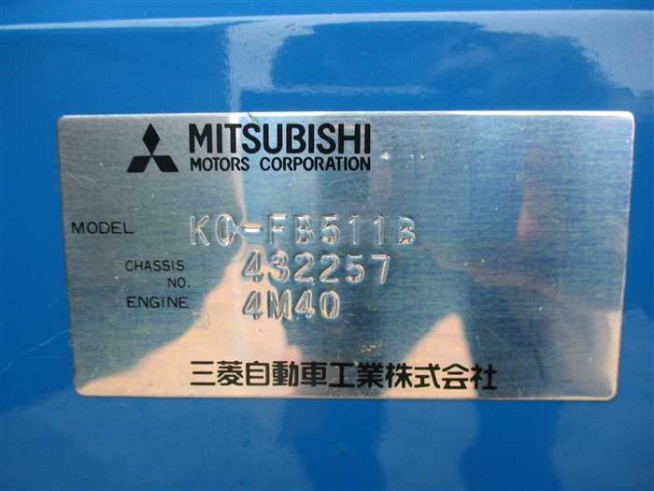 MITSUBISHI
MOTORS CORPORATION
MODEL KC-FB511B
CHASSIS NO. 432257
ENGINE 4M40
三菱自動車工業株式会社